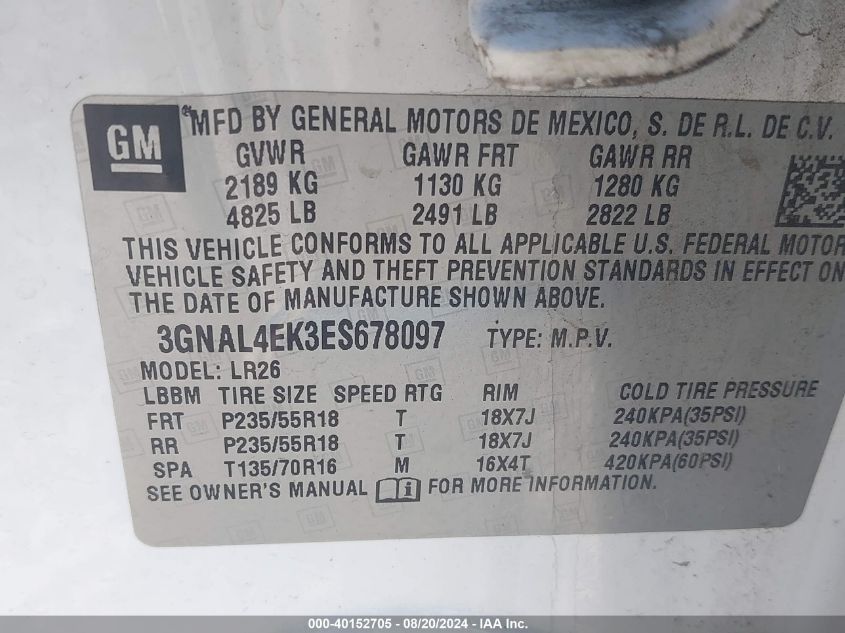 GM MFD BY GENERAL MOTORS DE MEXICO, S. DE R.L. DE C.V.
GVWR GAWR FRT GAWR RR
2189 KG 1130 KG 1280 KG
4825 LB 2491 LB 2822 LB
THIS VEHICLE CONFORMS TO ALL APPLICABLE U.S. FEDERAL MOTOR
VEHICLE SAFETY AND THEFT PREVENTION STANDARDS IN EFFECT ON
THE DATE OF MANUFACTURE SHOWN ABOVE.
3GNAL4EK3ES678097 TYPE: M.P.V.
MODEL: LR26
LBBM TIRE SIZE SPEED RTG RIM COLD TIRE PRESSURE
FRT P235/55R18 T 18X7J 240KPA(35PSI)
RR P235/55R18 T 18X7J 240KPA(35PSI)
SPA T135/70R16 M 16X4T 420KPA(60PSI)
SEE OWNER'S MANUAL FOR MORE INFORMATION.
000-40152705 - 08/20/2024 - IAA Inc.